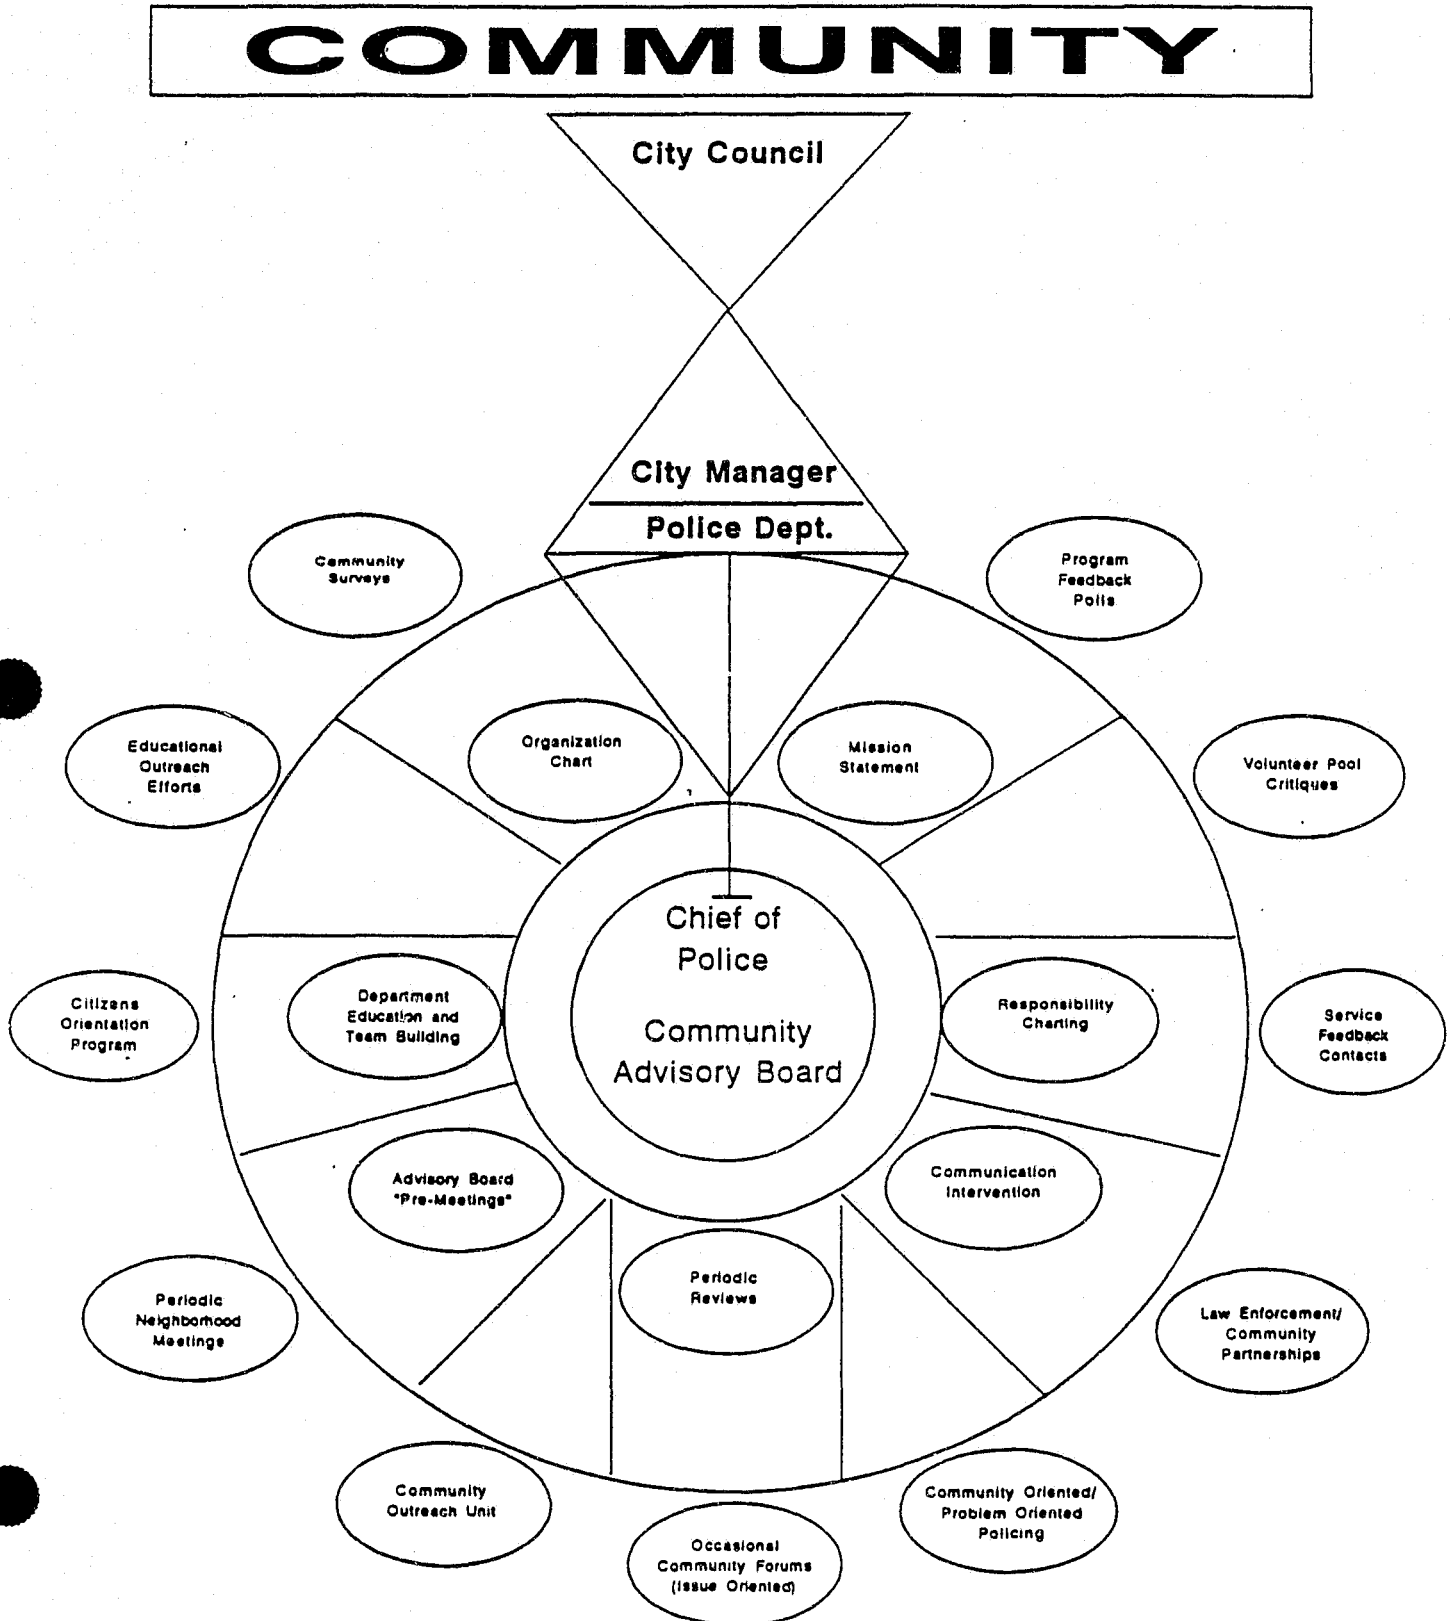 COMMUNITY
City Council
City Manager
Police Dept.
Community
Surveys
Program
Feedback
Polls
Educational
Outreach
Efforts
Organization
Chart
Mission
Statement
Volunteer Pool
Critiques
Chief of
Police
Community
Advisory Board
Citizens
Orientation
Program
Department
Education and
Team Building
Responsibility
Charting
Service
Feedback
Contacts
Advisory Board
"Pre-Meetings"
Communication
Intervention
Periodic
Reviews
Periodic
Neighborhood
Meetings
Law Enforcement/
Community
Partnerships
Community
Outreach Unit
Occasional
Community Forums
(Issue Oriented)
Community Oriented/
Problem Oriented
Policing